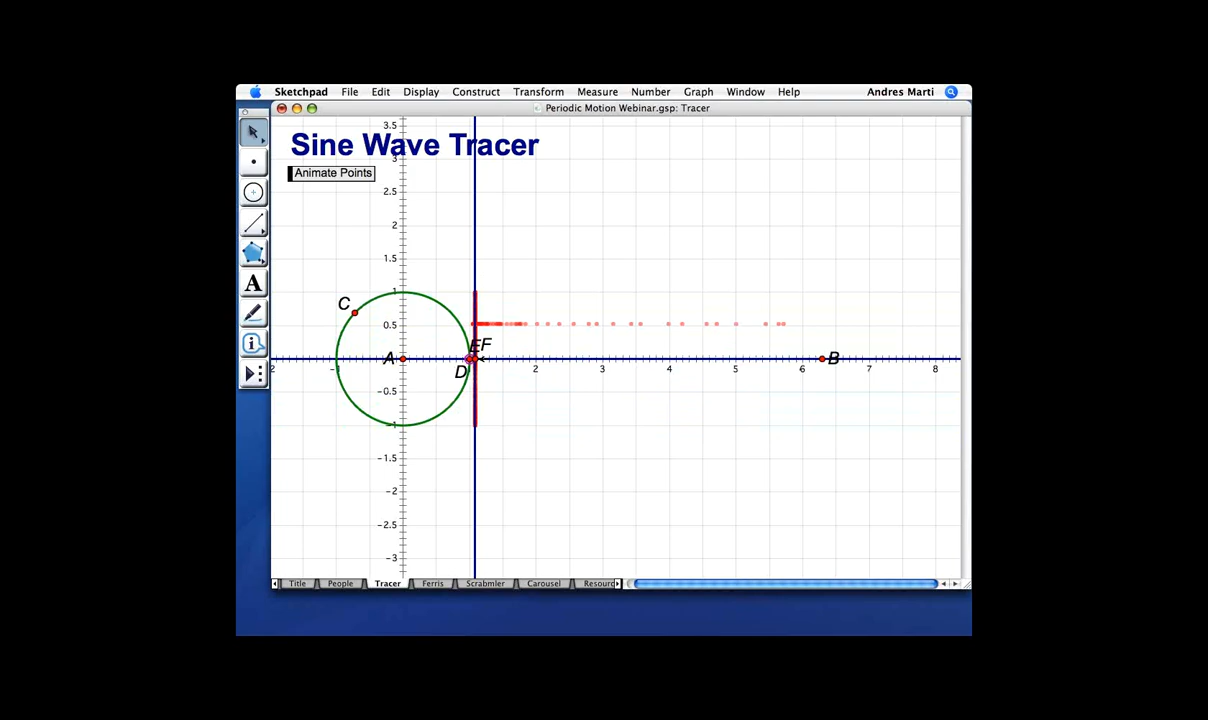 Sketchpad File Edit Display Construct Transform Measure Number Graph Window Help Andres Marti
Periodic Motion Webinar.gsp: Tracer
Sine Wave Tracer
Animate Points
3.5
3
2.5
2
1.5
1
0.5
C
A
E F
D
B
2 -1 1 2 3 4 5 6 7 8
-0.5
-1
-1.5
-2
-2.5
-3
A
Title People Tracer Ferris Scrabmler Carousel Resourc